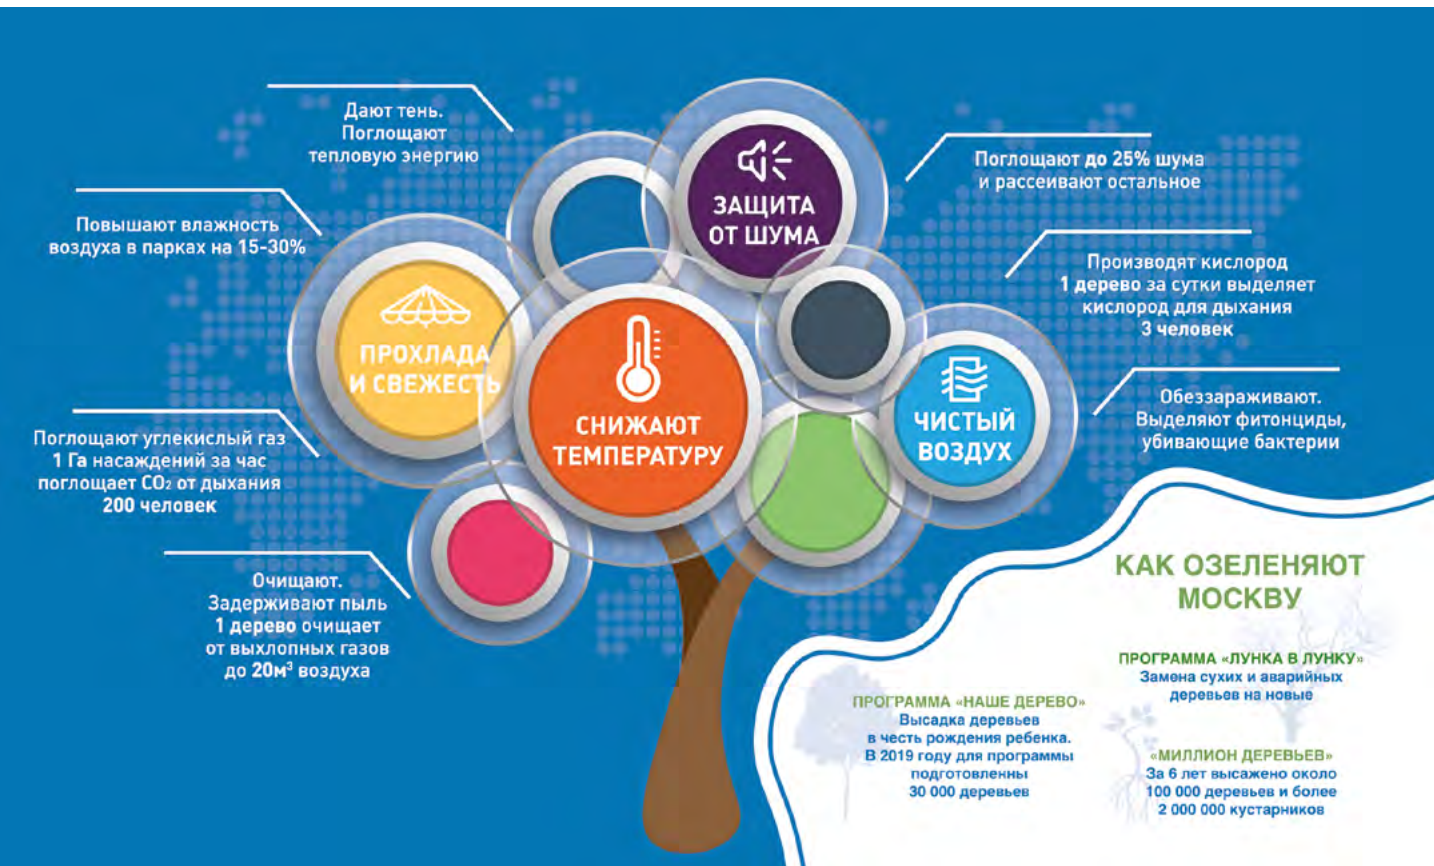 Дают тень.
Поглощают
тепловую энергию
Повышают влажность
воздуха в парках на 15-30%
Поглощают углекислый газ
1 Га насаждений за час
поглощает CO₂ от дыхания
200 человек
Очищают.
Задерживают пыль
1 дерево очищает
от выхлопных газов
до 20м³ воздуха
ПРОХЛАДА
И СВЕЖЕСТЬ
СНИЖАЮТ
ТЕМПЕРАТУРУ
ЗАЩИТА
ОТ ШУМА
ЧИСТЫЙ
ВОЗДУХ
Поглощают до 25% шума
и рассеивают остальное
Производят кислород
1 дерево за сутки выделяет
кислород для дыхания
3 человек
Обеззараживают.
Выделяют фитонциды,
убивающие бактерии
КАК ОЗЕЛЕНЯЮТ
МОСКВУ
ПРОГРАММА «ЛУНКА В ЛУНКУ»
Замена сухих и аварийных
деревьев на новые
ПРОГРАММА «НАШЕ ДЕРЕВО»
Высадка деревьев
в честь рождения ребенка.
В 2019 году для программы
подготовленны
30 000 деревьев
«МИЛЛИОН ДЕРЕВЬЕВ»
За 6 лет высажено около
100 000 деревьев и более
2 000 000 кустарников